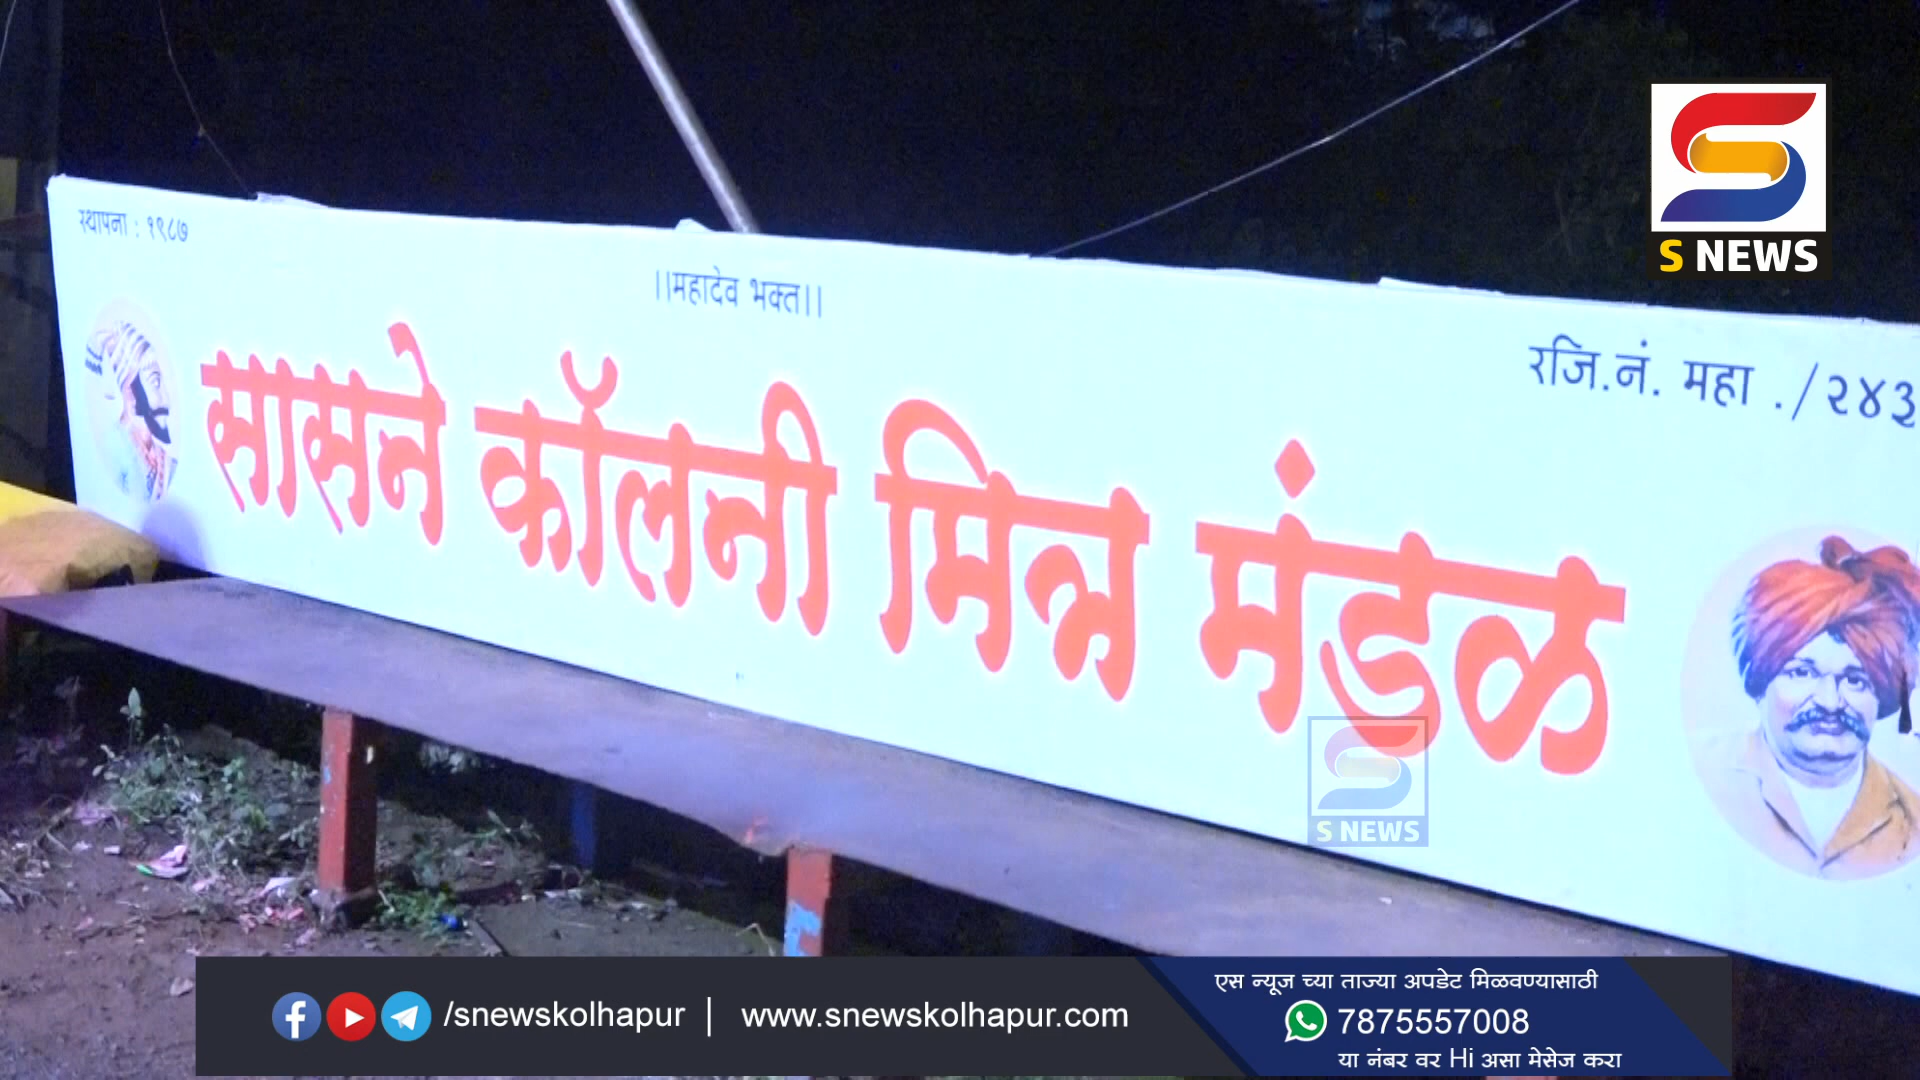 S NEWS
स्थापना : १९८७
।।महादेव भक्त।।
रजि.नं. महा ./२४३
सासने कॉलनी मित्र मंडळ
S NEWS
/snewskolhapur | www.snewskolhapur.com
एस न्यूज च्या ताज्या अपडेट मिळवण्यासाठी
7875557008
या नंबर वर Hi असा मेसेज करा